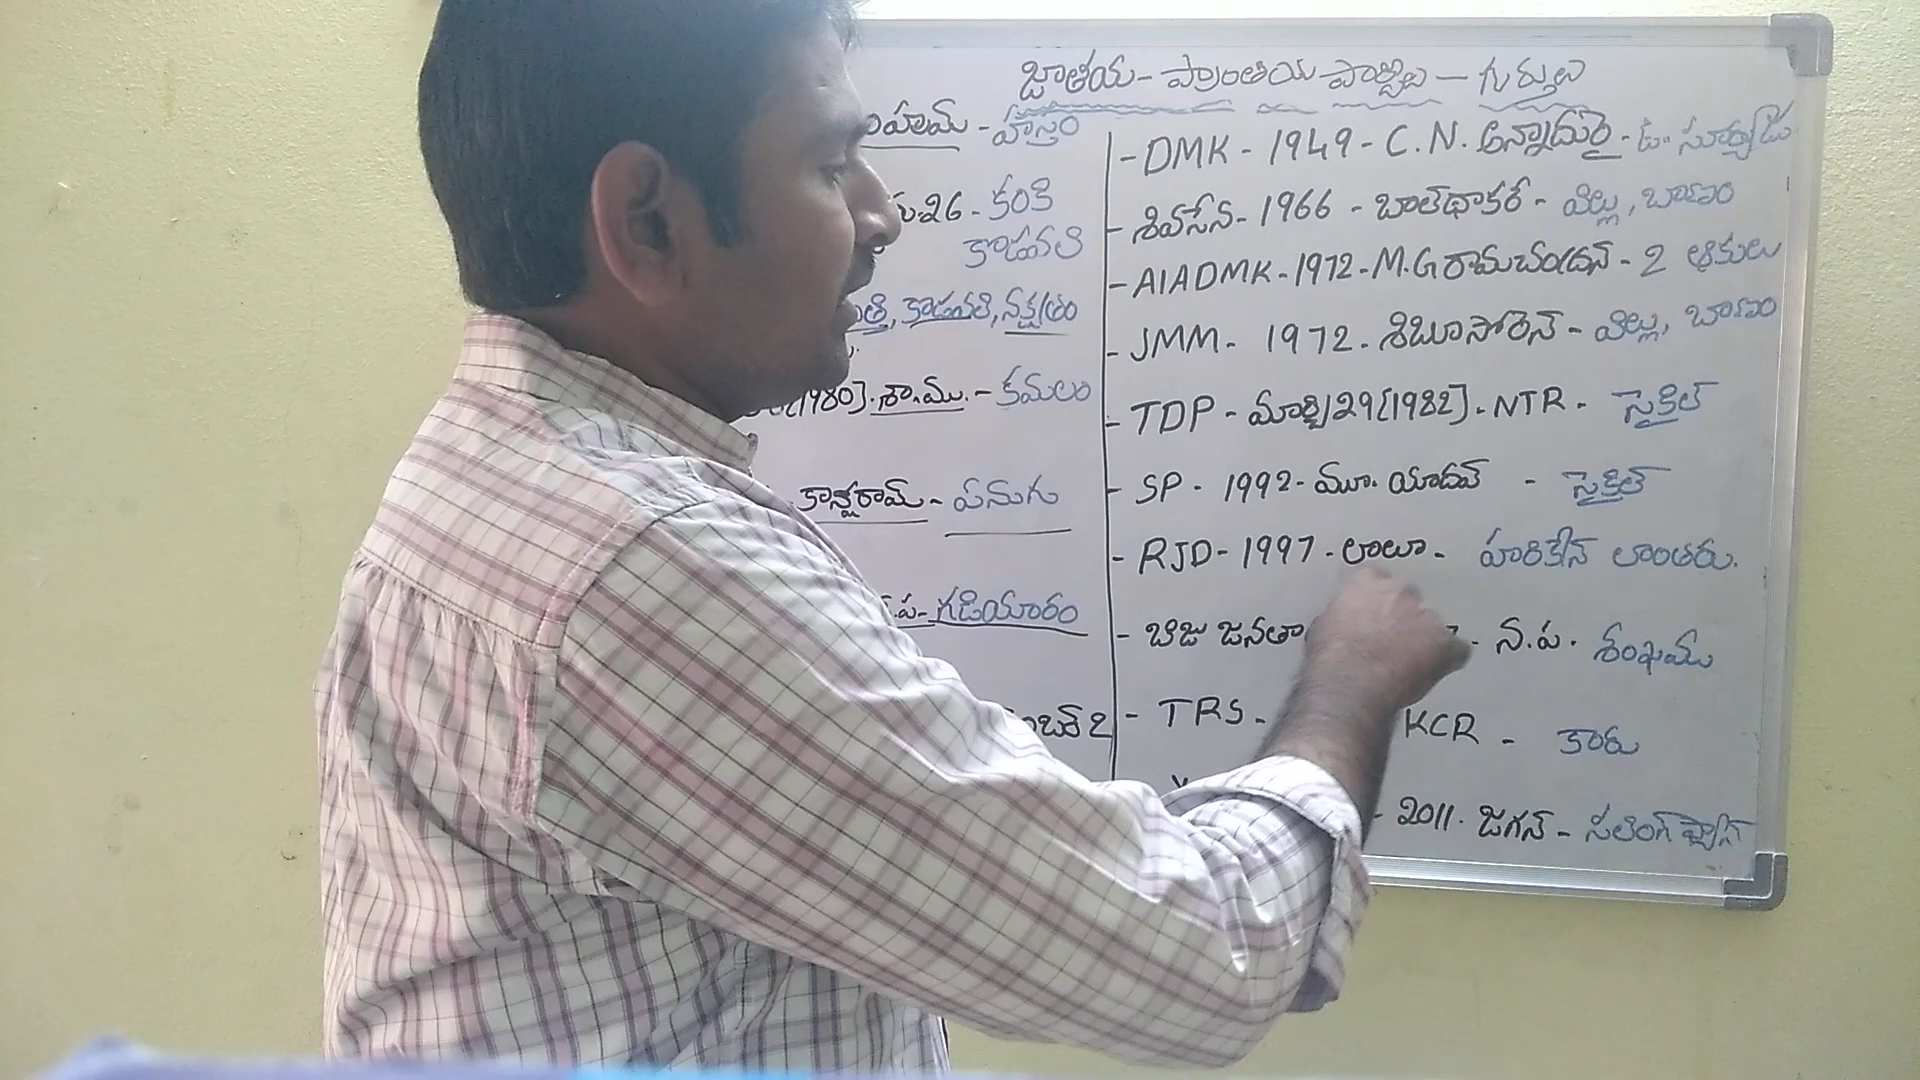 జాతీయ - ప్రాంతీయ పార్టీలు - గుర్తులు
- హస్తం
26 - కంకి
కొడవలి
కొడవలి, నక్షత్రం
1980]. శ్యా.ము. - కమలం
కాన్షీరామ్ - ఏనుగు
ప - గడియారం
2
- DMK - 1949 - C.N. అన్నాదురై - ఉ. సూర్యుడు
- శివసేన - 1966 - బాల్ థాకరే - విల్లు, బాణం
- AIADMK - 1972 - M.G రామచంద్రన్ - 2 ఆకులు
- JMM - 1972 - శిబూసోరెన్ - విల్లు, బాణం
- TDP - మార్చి 29 [1982] - NTR - సైకిల్
- SP - 1992 - మూ. యాదవ్ - సైకిల్
- RJD - 1997 - లాలూ - హరికేన్ లాంతరు.
- బిజు జనతా - న.ప. శంఖము
- TRS - KCR - కారు
- 2011 - జగన్ - సీలింగ్ ఫ్యాన్